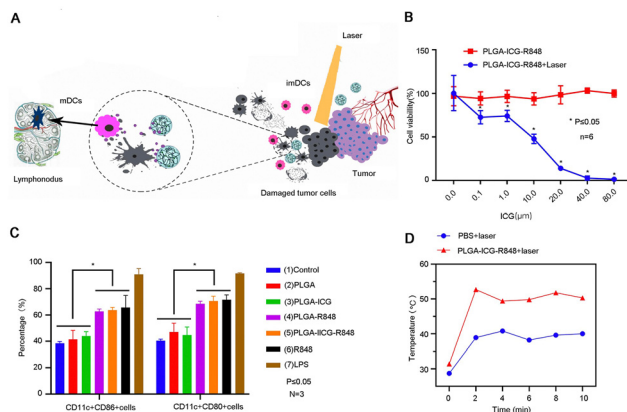 A
Laser
imDCs
mDCs
Lymphonodus
Tumor
Damaged tumor cells
B
PLGA-ICG-R848
PLGA-ICG-R848+Laser
Cell viability(%)
150
100
50
0
* P≤0.05
n=6
*
*
*
*
0.0 0.1 1.0 10.0 20.0 40.0 80.0
ICG(μm)
C
Percentage (%)
100
80
60
40
20
0
*
*
CD11c+CD86+cells
CD11c+CD80+cells
(1)Control
(2)PLGA
(3)PLGA-ICG
(4)PLGA-R848
(5)PLGA-IICG-R848
(6)R848
(7)LPS
P≤0.05
N=3
D
PBS+laser
PLGA-ICG-R848+laser
Temperature (°C)
60
50
40
30
0 2 4 6 8 10
Time (min)